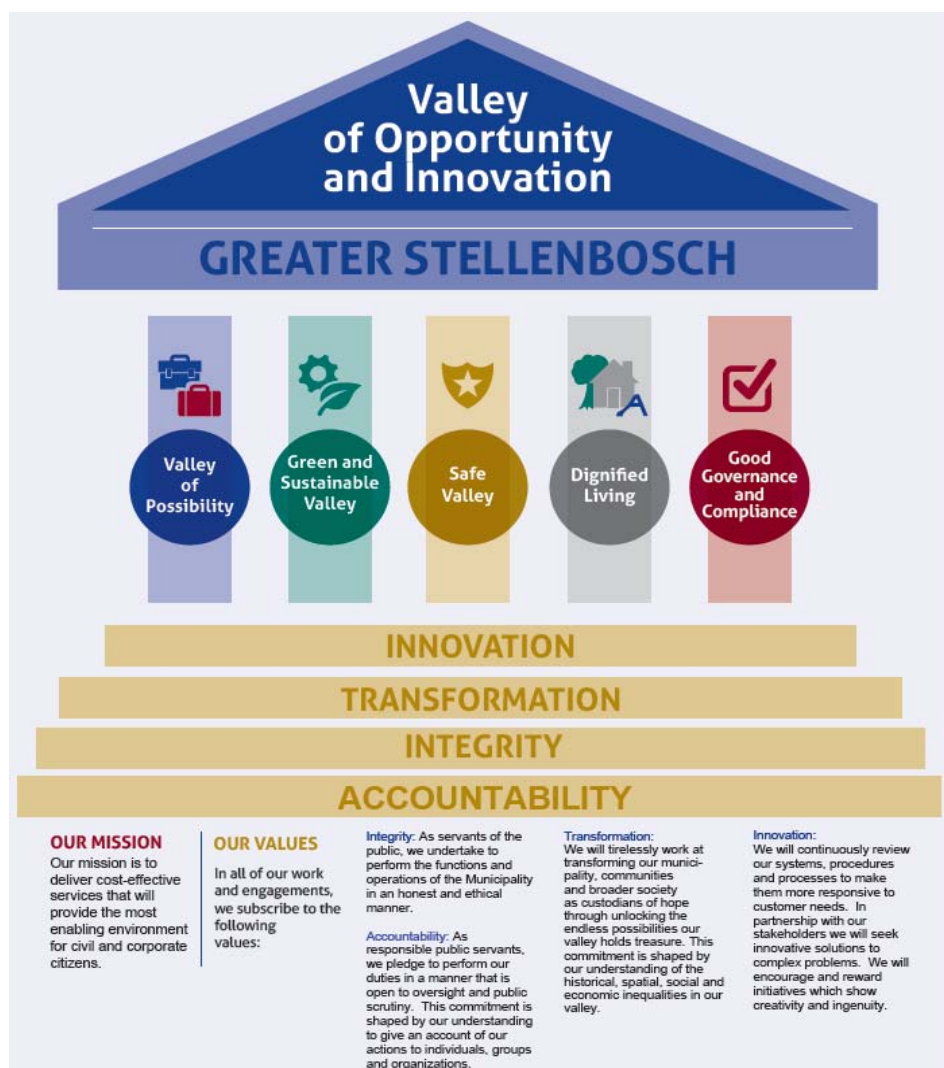 Valley
of Opportunity
and Innovation
GREATER STELLENBOSCH
Valley
of
Possibility
Green and
Sustainable
Valley
Safe
Valley
Dignified
Living
Good
Governance
and
Compliance
INNOVATION
TRANSFORMATION
INTEGRITY
ACCOUNTABILITY
OUR MISSION
Our mission is to
deliver cost-effective
services that will
provide the most
enabling environment
for civil and corporate
citizens.
OUR VALUES
In all of our work
and engagements,
we subscribe to the
following
values:
Integrity: As servants of the
public, we undertake to
perform the functions and
operations of the Municipality
in an honest and ethical
manner.
Accountability: As
responsible public servants,
we pledge to perform our
duties in a manner that is
open to oversight and public
scrutiny. This commitment is
shaped by our understanding
to give an account of our
actions to individuals, groups
and organizations.
Transformation:
We will tirelessly work at
transforming our munici-
pality, communities
and broader society
as custodians of hope
through unlocking the
endless possibilities our
valley holds treasure. This
commitment is shaped by
our understanding of the
historical, spatial, social and
economic inequalities in our
valley.
Innovation:
We will continuously review
our systems, procedures
and processes to make
them more responsive to
customer needs. In
partnership with our
stakeholders we will seek
innovative solutions to
complex problems. We will
encourage and reward
initiatives which show
creativity and ingenuity.